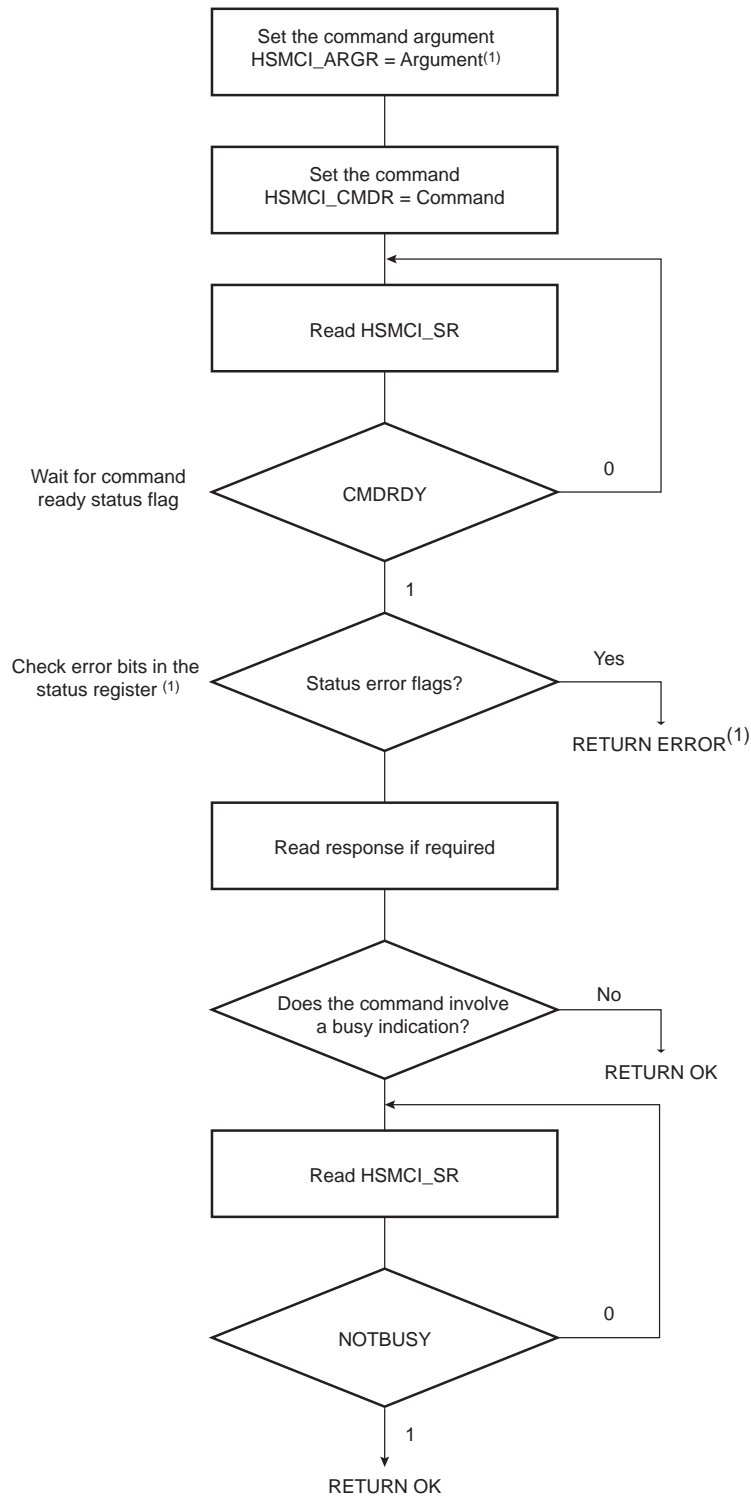 Set the command argument
HSMCI_ARGR = Argument(1)
Set the command
HSMCI_CMDR = Command
Read HSMCI_SR
Wait for command
ready status flag
CMDRDY
0
1
Check error bits in the
status register (1)
Status error flags?
Yes
RETURN ERROR(1)
Read response if required
Does the command involve
a busy indication?
No
RETURN OK
Read HSMCI_SR
NOTBUSY
0
1
RETURN OK